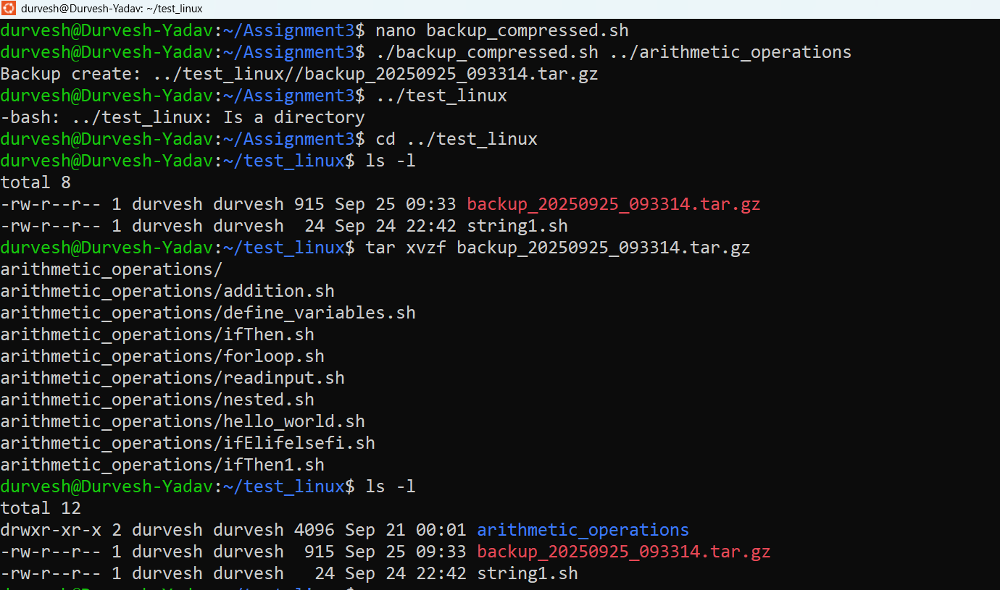 durvesh@Durvesh-Yadav: ~/test_linux
durvesh@Durvesh-Yadav:~/Assignment3$ nano backup_compressed.sh
durvesh@Durvesh-Yadav:~/Assignment3$ ./backup_compressed.sh ../arithmetic_operations
Backup create: ../test_linux//backup_20250925_093314.tar.gz
durvesh@Durvesh-Yadav:~/Assignment3$ ../test_linux
-bash: ../test_linux: Is a directory
durvesh@Durvesh-Yadav:~/Assignment3$ cd ../test_linux
durvesh@Durvesh-Yadav:~/test_linux$ ls -l
total 8
-rw-r--r-- 1 durvesh durvesh 915 Sep 25 09:33 backup_20250925_093314.tar.gz
-rw-r--r-- 1 durvesh durvesh  24 Sep 24 22:42 string1.sh
durvesh@Durvesh-Yadav:~/test_linux$ tar xvzf backup_20250925_093314.tar.gz
arithmetic_operations/
arithmetic_operations/addition.sh
arithmetic_operations/define_variables.sh
arithmetic_operations/ifThen.sh
arithmetic_operations/forloop.sh
arithmetic_operations/readinput.sh
arithmetic_operations/nested.sh
arithmetic_operations/hello_world.sh
arithmetic_operations/ifElifelsefi.sh
arithmetic_operations/ifThen1.sh
durvesh@Durvesh-Yadav:~/test_linux$ ls -l
total 12
drwxr-xr-x 2 durvesh durvesh 4096 Sep 21 00:01 arithmetic_operations
-rw-r--r-- 1 durvesh durvesh  915 Sep 25 09:33 backup_20250925_093314.tar.gz
-rw-r--r-- 1 durvesh durvesh   24 Sep 24 22:42 string1.sh